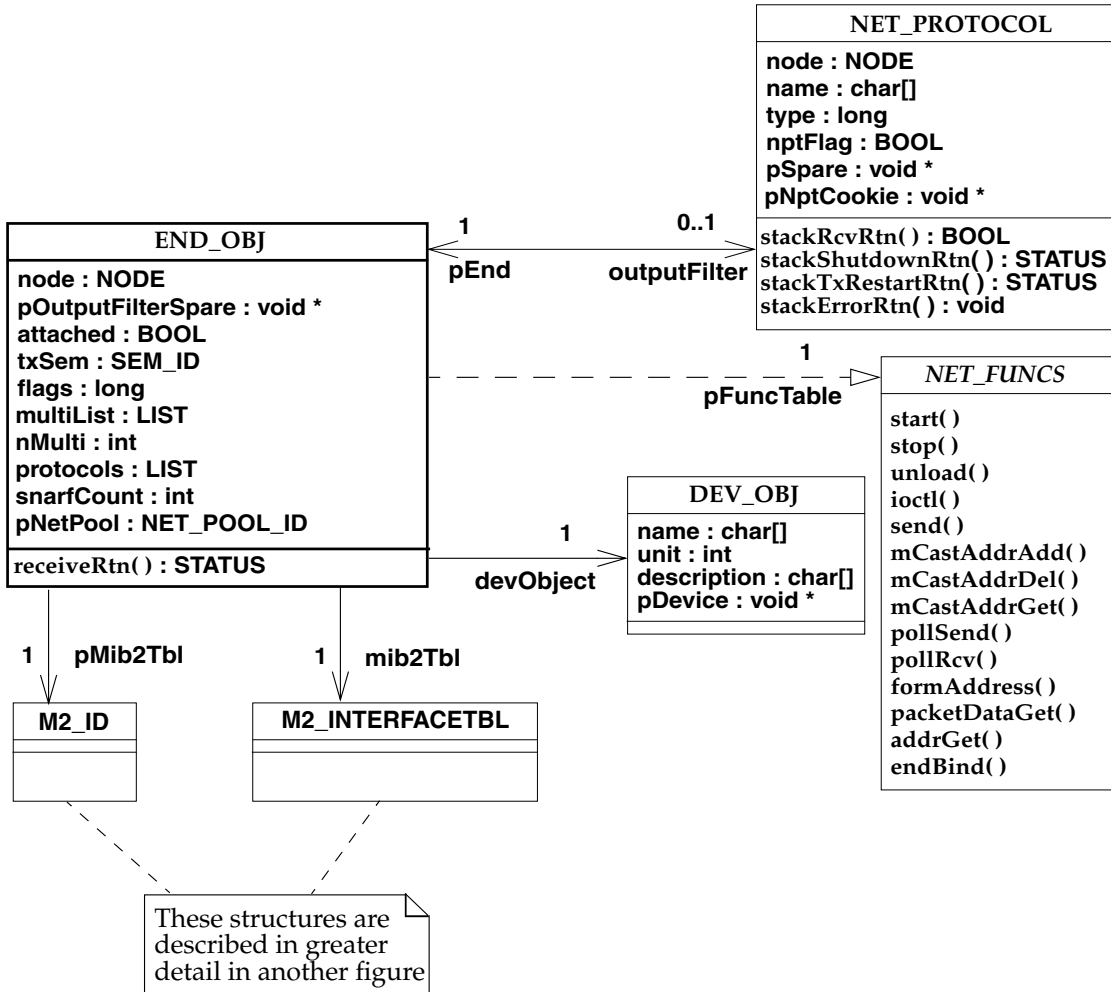 NET_PROTOCOL
node : NODE
name : char[]
type : long
nptFlag : BOOL
pSpare : void *
pNptCookie : void *
stackRcvRtn( ) : BOOL
stackShutdownRtn( ) : STATUS
stackTxRestartRtn( ) : STATUS
stackErrorRtn( ) : void
1
pEnd
0..1
outputFilter
END_OBJ
node : NODE
pOutputFilterSpare : void *
attached : BOOL
txSem : SEM_ID
flags : long
multiList : LIST
nMulti : int
protocols : LIST
snarfCount : int
pNetPool : NET_POOL_ID
receiveRtn( ) : STATUS
1
pFuncTable
NET_FUNCS
start( )
stop( )
unload( )
ioctl( )
send( )
mCastAddrAdd( )
mCastAddrDel( )
mCastAddrGet( )
pollSend( )
pollRcv( )
formAddress( )
packetDataGet( )
addrGet( )
endBind( )
1
devObject
DEV_OBJ
name : char[]
unit : int
description : char[]
pDevice : void *
1 pMib2Tbl
1 mib2Tbl
M2_ID
M2_INTERFACETBL
These structures are
described in greater
detail in another figure